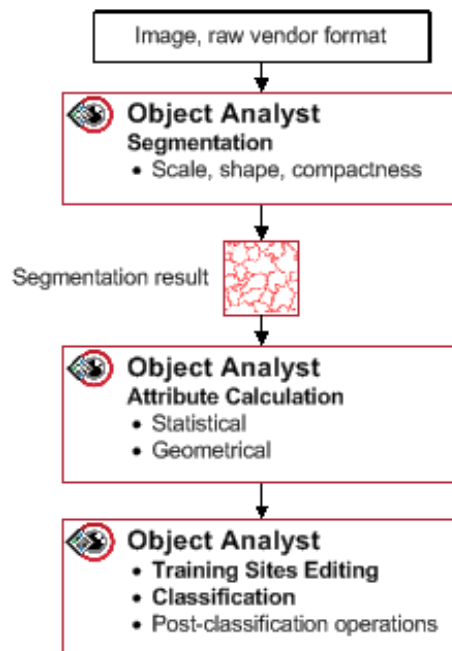 Image, raw vendor format
Object Analyst
Segmentation
• Scale, shape, compactness
Segmentation result
Object Analyst
Attribute Calculation
• Statistical
• Geometrical
Object Analyst
• Training Sites Editing
• Classification
• Post-classification operations